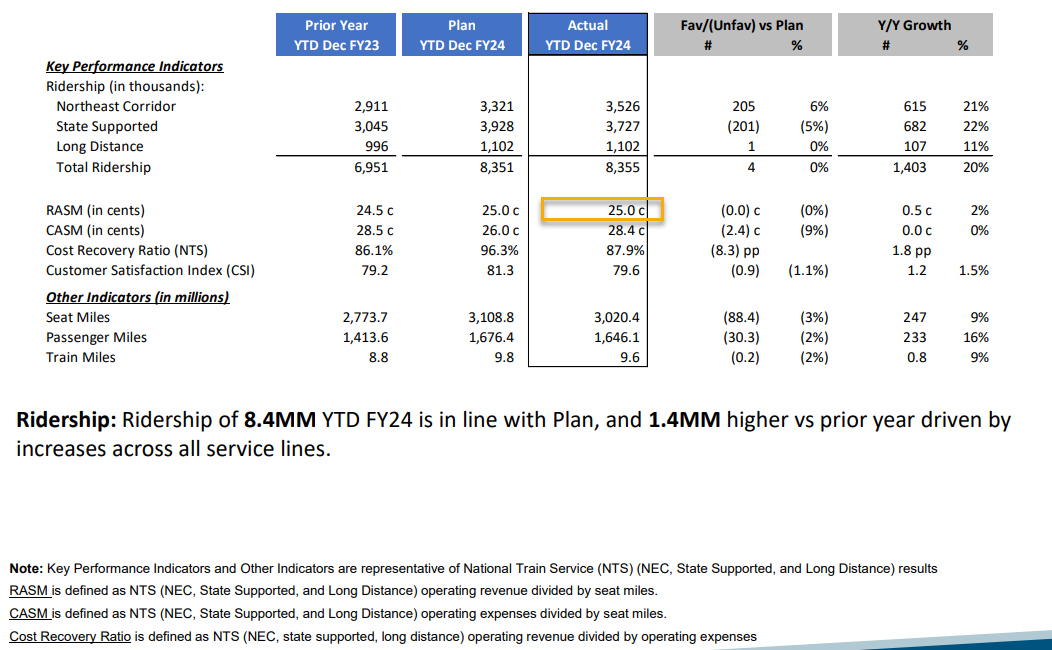 Prior Year Plan Actual Fav/(Unfav) vs Plan Y/Y Growth
YTD Dec FY23 YTD Dec FY24 YTD Dec FY24 # % # %
Key Performance Indicators
Ridership (in thousands):
Northeast Corridor 2,911 3,321 3,526 205 6% 615 21%
State Supported 3,045 3,928 3,727 (201) (5%) 682 22%
Long Distance 996 1,102 1,102 1 0% 107 11%
Total Ridership 6,951 8,351 8,355 4 0% 1,403 20%
RASM (in cents) 24.5 c 25.0 c 25.0 c (0.0) c (0%) 0.5 c 2%
CASM (in cents) 28.5 c 26.0 c 28.4 c (2.4) c (9%) 0.0 c 0%
Cost Recovery Ratio (NTS) 86.1% 96.3% 87.9% (8.3) pp 1.8 pp
Customer Satisfaction Index (CSI) 79.2 81.3 79.6 (0.9) (1.1%) 1.2 1.5%
Other Indicators (in millions)
Seat Miles 2,773.7 3,108.8 3,020.4 (88.4) (3%) 247 9%
Passenger Miles 1,413.6 1,676.4 1,646.1 (30.3) (2%) 233 16%
Train Miles 8.8 9.8 9.6 (0.2) (2%) 0.8 9%
Ridership: Ridership of 8.4MM YTD FY24 is in line with Plan, and 1.4MM higher vs prior year driven by
increases across all service lines.
Note: Key Performance Indicators and Other Indicators are representative of National Train Service (NTS) (NEC, State Supported, and Long Distance) results
RASM is defined as NTS (NEC, State Supported, and Long Distance) operating revenue divided by seat miles.
CASM is defined as NTS (NEC, State Supported, and Long Distance) operating expenses divided by seat miles.
Cost Recovery Ratio is defined as NTS (NEC, state supported, long distance) operating revenue divided by operating expenses